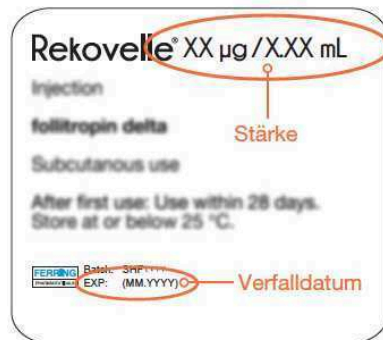 Rekovelle® XX µg/X.XX mL
Injection
Stärke
follitropin delta
Subcutanous use
After first use: Use within 28 days.
Store at or below 25 °C.
FERRING
Batch:
EXP: (MM.YYYY)
Verfalldatum